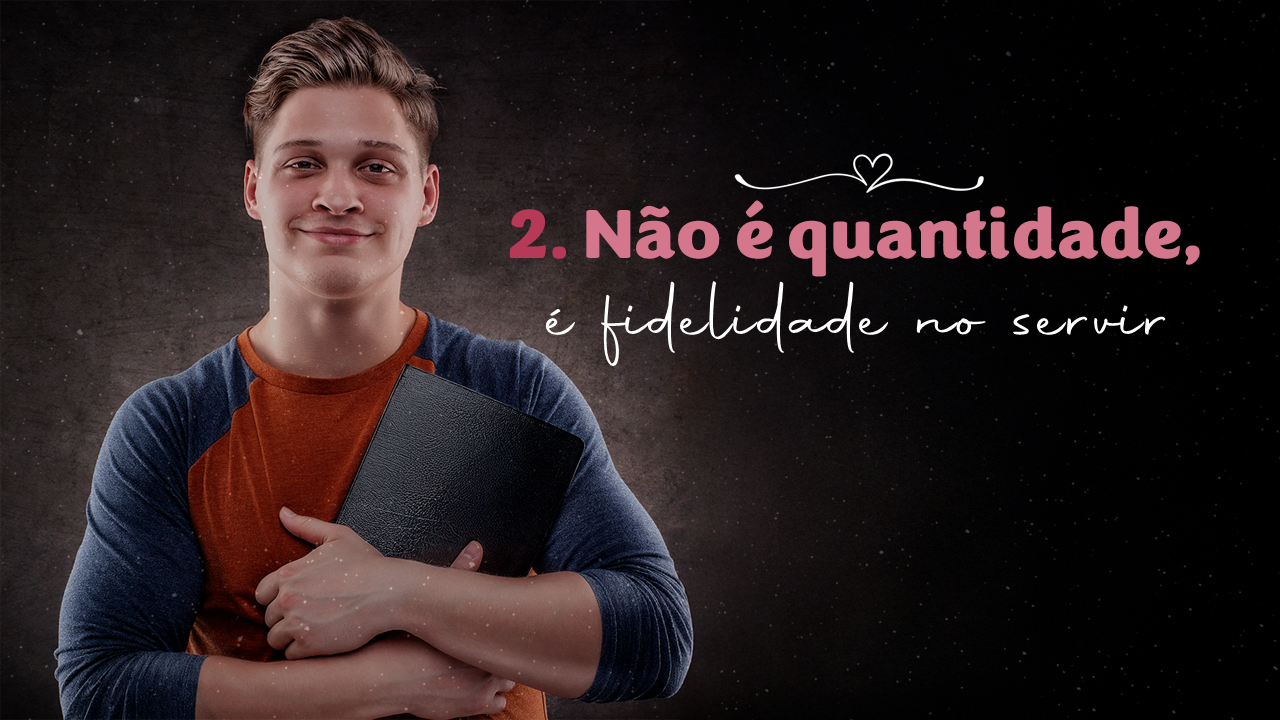 2. Não é quantidade,
é fidelidade no servir